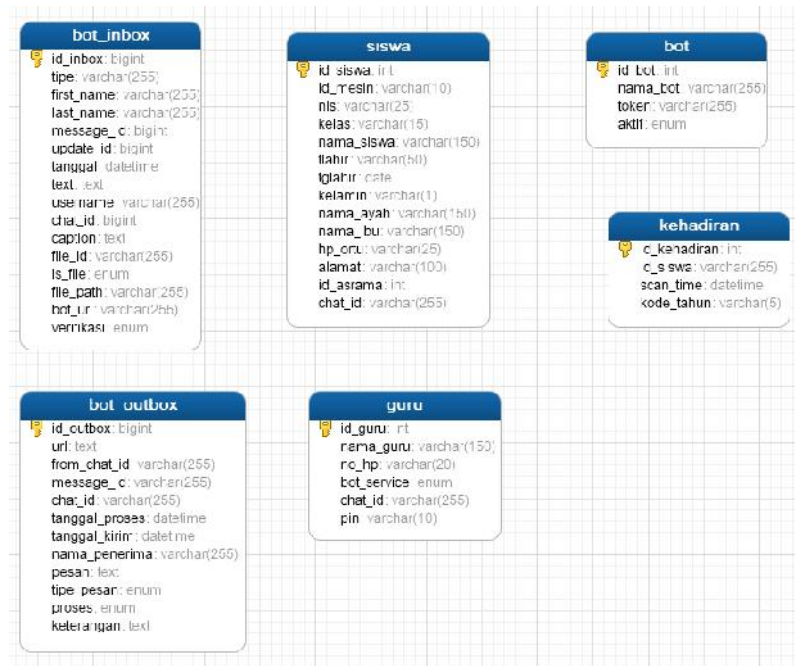 bot_inbox
id_inbox: bigint
tipe: varchar(255)
first_name: varchar(255)
last_name: varchar(255)
message_id: bigint
update_id: bigint
tanggal: datetime
text: text
username: varchar(255)
chat_id: bigint
caption: text
file_id: varchar(255)
is_file: enum
file_path: varchar(255)
bot_url: varchar(255)
verifikasi: enum
siswa
id_siswa: int
id_mesin: varchar(10)
nis: varchar(25)
kelas: varchar(15)
nama_siswa: varchar(150)
tlahir: varchar(50)
tglahir: date
kelamin: varchar(1)
nama_ayah: varchar(150)
nama_ibu: varchar(150)
hp_ortu: varchar(25)
alamat: varchar(100)
id_asrama: int
chat_id: varchar(255)
bot
id_bot: int
nama_bot: varchar(255)
token: varchar(255)
aktif: enum
kehadiran
id_kehadiran: int
id_siswa: varchar(255)
scan_time: datetime
kode_tahun: varchar(5)
bot_outbox
id_outbox: bigint
url: text
from_chat_id: varchar(255)
message_id: varchar(255)
chat_id: varchar(255)
tanggal_proses: datetime
tanggal_kirim: datetime
nama_penerima: varchar(255)
pesan: text
tipe_pesan: enum
proses: enum
keterangan: text
guru
id_guru: int
nama_guru: varchar(150)
no_hp: varchar(20)
bot_service: enum
chat_id: varchar(255)
pin: varchar(10)